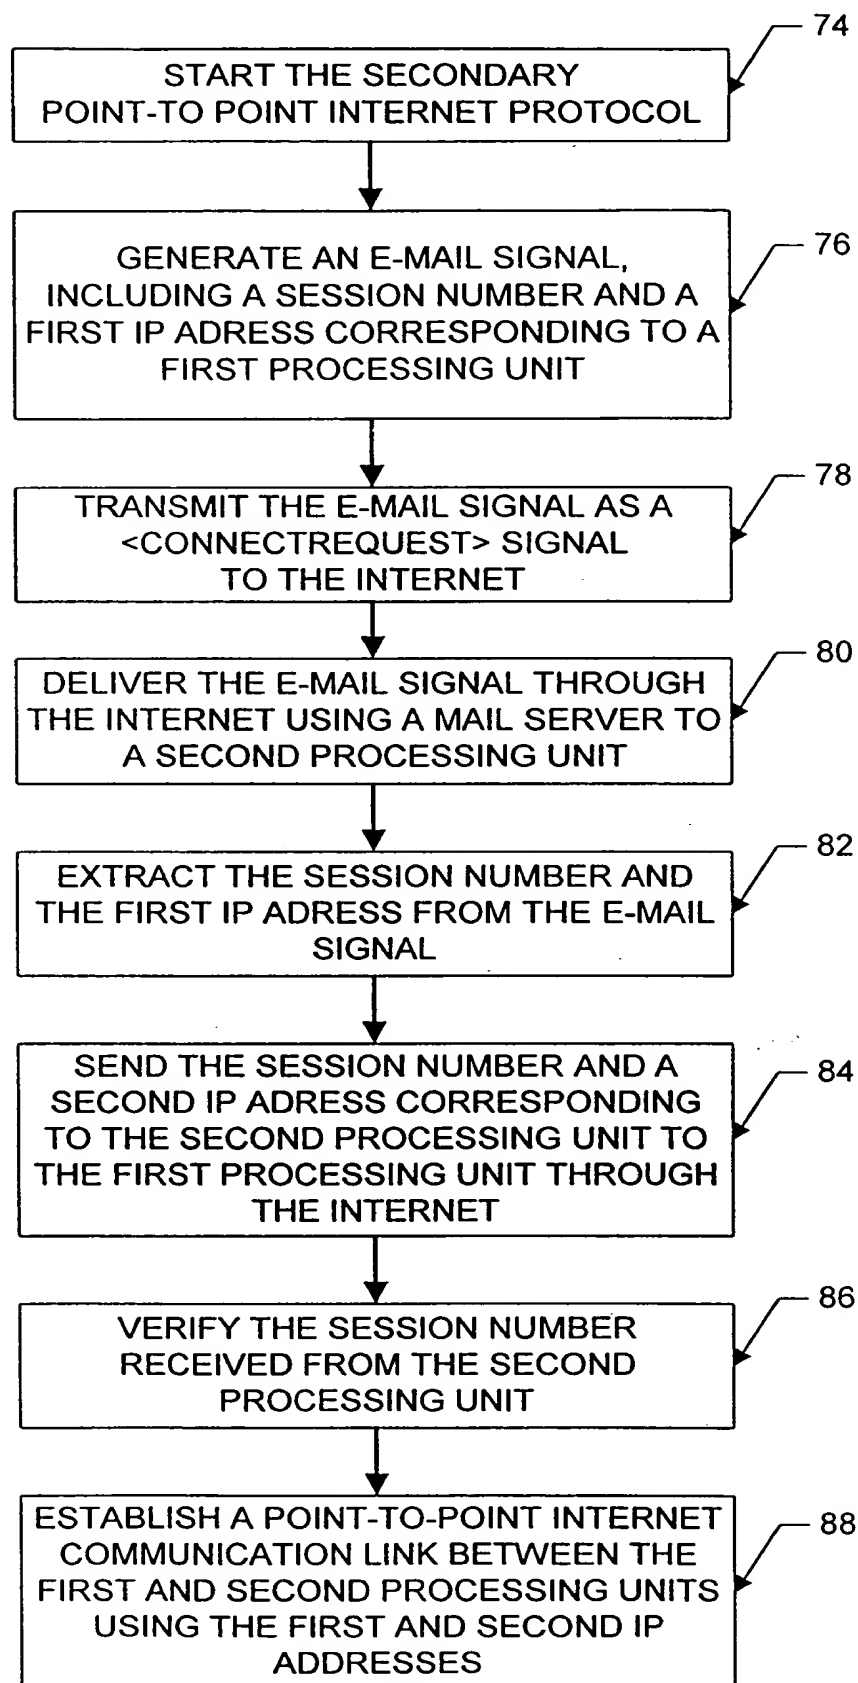 74
START THE SECONDARY
POINT-TO POINT INTERNET PROTOCOL
76
GENERATE AN E-MAIL SIGNAL,
INCLUDING A SESSION NUMBER AND A
FIRST IP ADRESS CORRESPONDING TO A
FIRST PROCESSING UNIT
78
TRANSMIT THE E-MAIL SIGNAL AS A
<CONNECTREQUEST> SIGNAL
TO THE INTERNET
80
DELIVER THE E-MAIL SIGNAL THROUGH
THE INTERNET USING A MAIL SERVER TO
A SECOND PROCESSING UNIT
82
EXTRACT THE SESSION NUMBER AND
THE FIRST IP ADRESS FROM THE E-MAIL
SIGNAL
84
SEND THE SESSION NUMBER AND A
SECOND IP ADRESS CORRESPONDING
TO THE SECOND PROCESSING UNIT TO
THE FIRST PROCESSING UNIT THROUGH
THE INTERNET
86
VERIFY THE SESSION NUMBER
RECEIVED FROM THE SECOND
PROCESSING UNIT
88
ESTABLISH A POINT-TO-POINT INTERNET
COMMUNICATION LINK BETWEEN THE
FIRST AND SECOND PROCESSING UNITS
USING THE FIRST AND SECOND IP
ADDRESSES